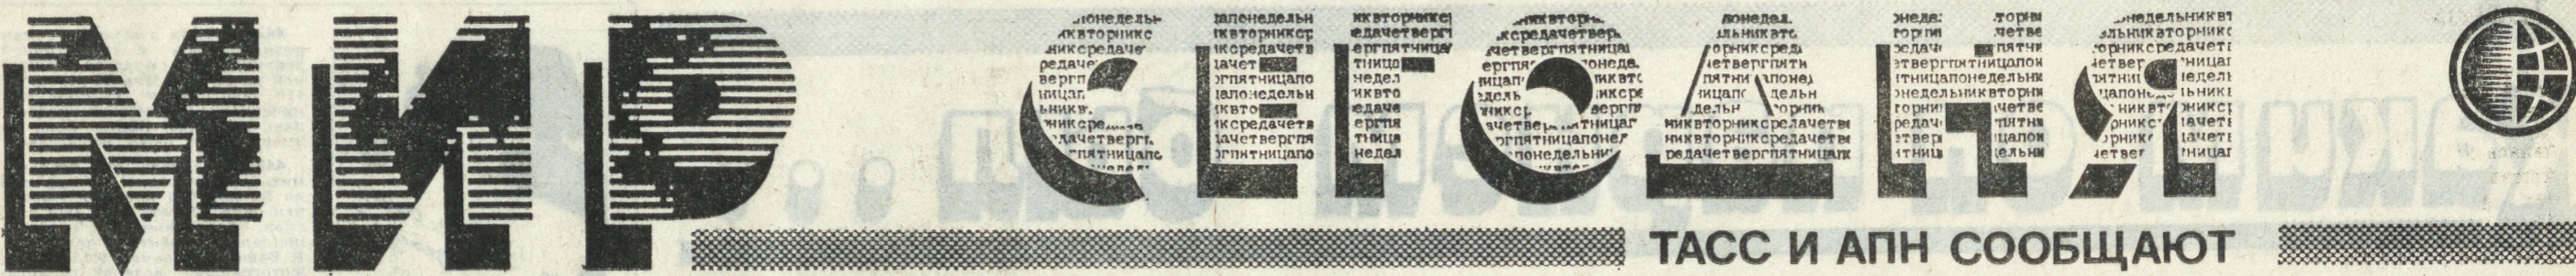 МИР СЕГОДНЯ
ТАСС И АПН СООБЩАЮТ